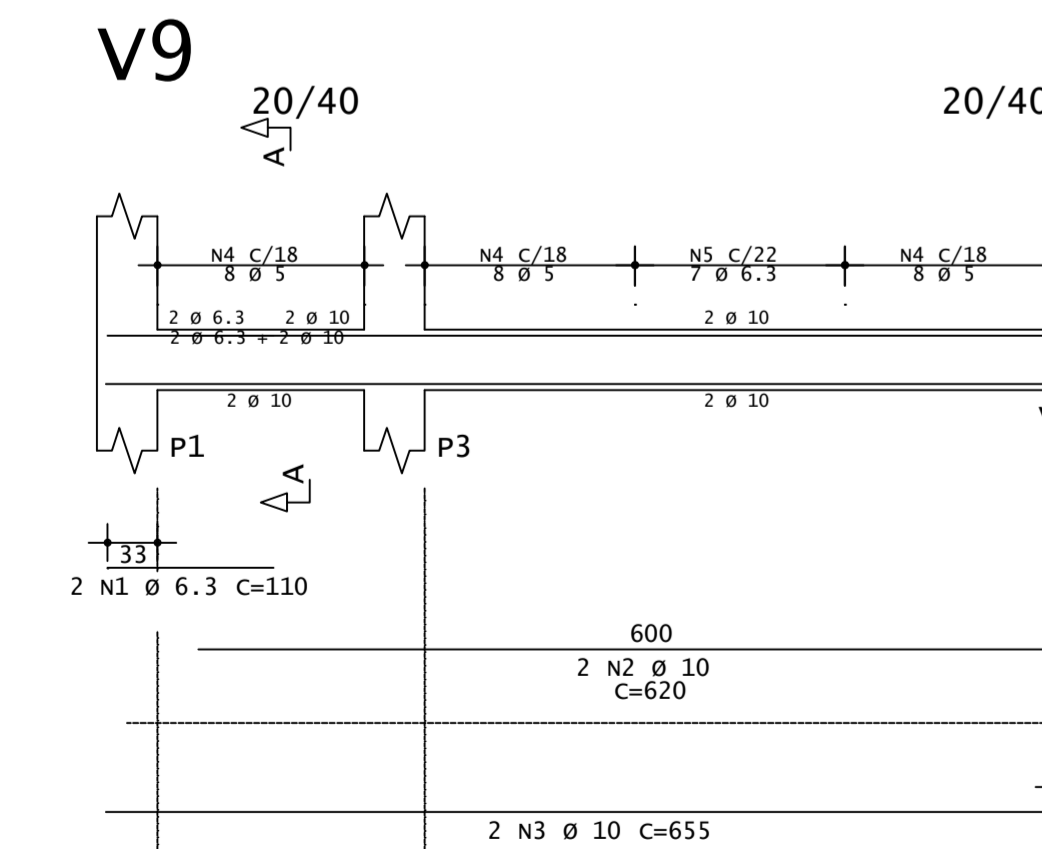 V9
20/40
20/40
A
N4 C/18
8 Ø 5
N4 C/18
8 Ø 5
N5 C/22
7 Ø 6.3
N4 C/18
8 Ø 5
2 Ø 6.3
2 Ø 10
2 Ø 10
2 Ø 6.3 + 2 Ø 10
2 Ø 10
2 Ø 10
P1
P3
A
33
2 N1 Ø 6.3 C=110
600
2 N2 Ø 10
C=620
2 N3 Ø 10 C=655